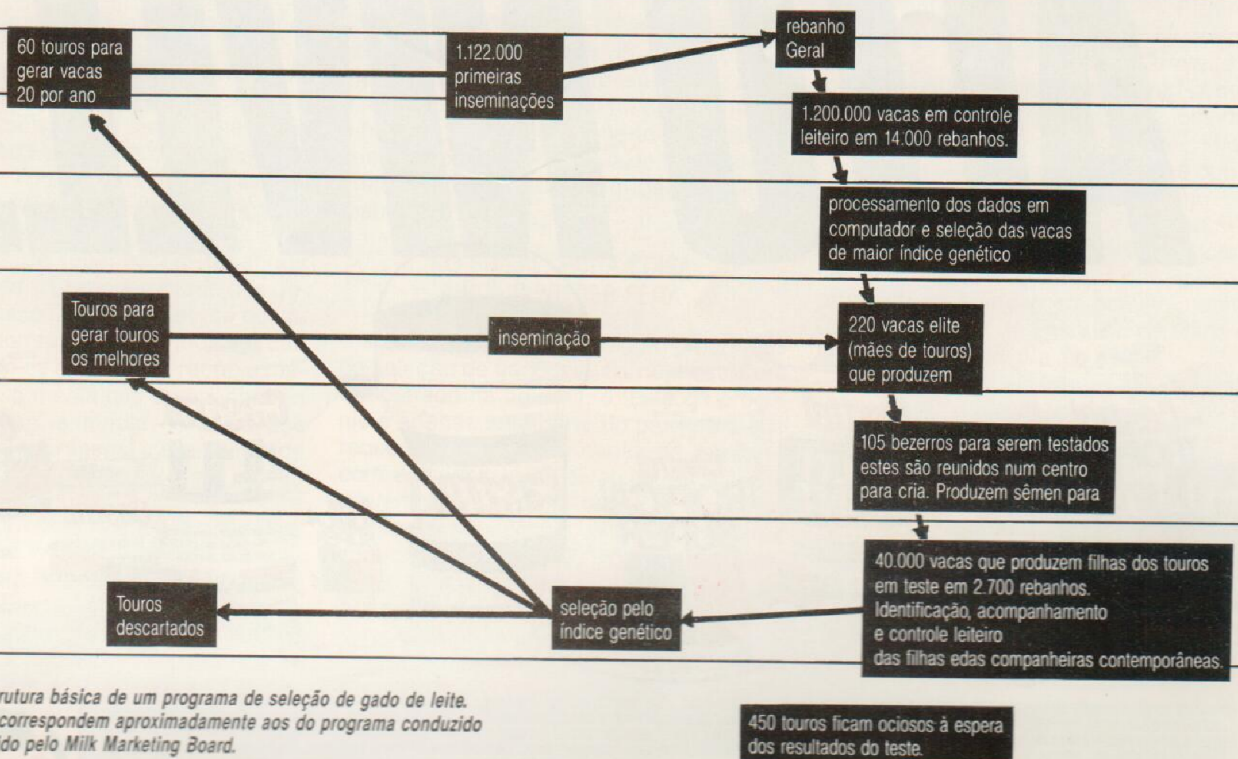 60 touros para
gerar vacas
20 por ano
1.122.000
primeiras
inseminações
rebanho
Geral
1.200.000 vacas em controle
leiteiro em 14.000 rebanhos.
processamento dos dados em
computador e seleção das vacas
de maior índice genético
Touros para
gerar touros
os melhores
inseminação
220 vacas elite
(mães de touros)
que produzem
105 bezerros para serem testados
estes são reunidos num centro
para cria. Produzem sêmen para
40.000 vacas que produzem filhas dos touros
em teste em 2.700 rebanhos.
Identificação, acompanhamento
e controle leiteiro
das filhas edas companheiras contemporâneas.
seleção pelo
índice genético
Touros
descartados
rutura básica de um programa de seleção de gado de leite.
correspondem aproximadamente aos do programa conduzido
ido pelo Milk Marketing Board.
450 touros ficam ociosos à espera
dos resultados do teste.